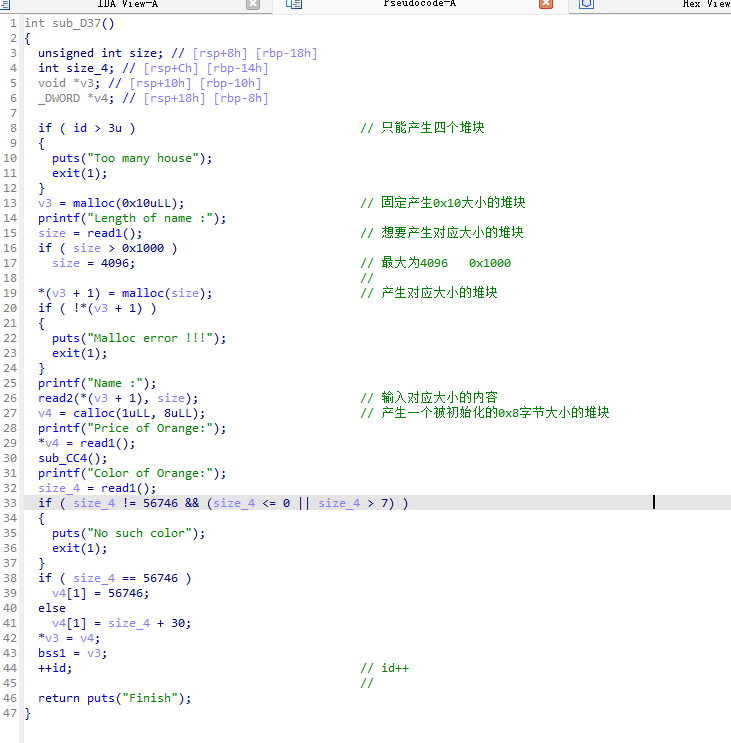 IDA View-A Pseudocode-A Hex View
1 int sub_D37()
2 {
3 unsigned int size; // [rsp+8h] [rbp-18h]
4 int size_4; // [rsp+Ch] [rbp-14h]
5 void *v3; // [rsp+10h] [rbp-10h]
6 _DWORD *v4; // [rsp+18h] [rbp-8h]
7
8 if ( id > 3u ) // 只能产生四个堆块
9 {
10 puts("Too many house");
11 exit(1);
12 }
13 v3 = malloc(0x10uLL); // 固定产生0x10大小的堆块
14 printf("Length of name :");
15 size = read1(); // 想要产生对应大小的堆块
16 if ( size > 0x1000 )
17 size = 4096; // 最大为4096 0x1000
18 //
19 *(v3 + 1) = malloc(size); // 产生对应大小的堆块
20 if ( !*(v3 + 1) )
21 {
22 puts("Malloc error !!!");
23 exit(1);
24 }
25 printf("Name :");
26 read2(*(v3 + 1), size); // 输入对应大小的内容
27 v4 = calloc(1uLL, 8uLL); // 产生一个被初始化的0x8字节大小的堆块
28 printf("Price of Orange:");
29 *v4 = read1();
30 sub_CC4();
31 printf("Color of Orange:");
32 size_4 = read1();
33 if ( size_4 != 56746 && (size_4 <= 0 || size_4 > 7) )
34 {
35 puts("No such color");
36 exit(1);
37 }
38 if ( size_4 == 56746 )
39 v4[1] = 56746;
40 else
41 v4[1] = size_4 + 30;
42 *v3 = v4;
43 bss1 = v3;
44 ++id; // id++
45 //
46 return puts("Finish");
47 }